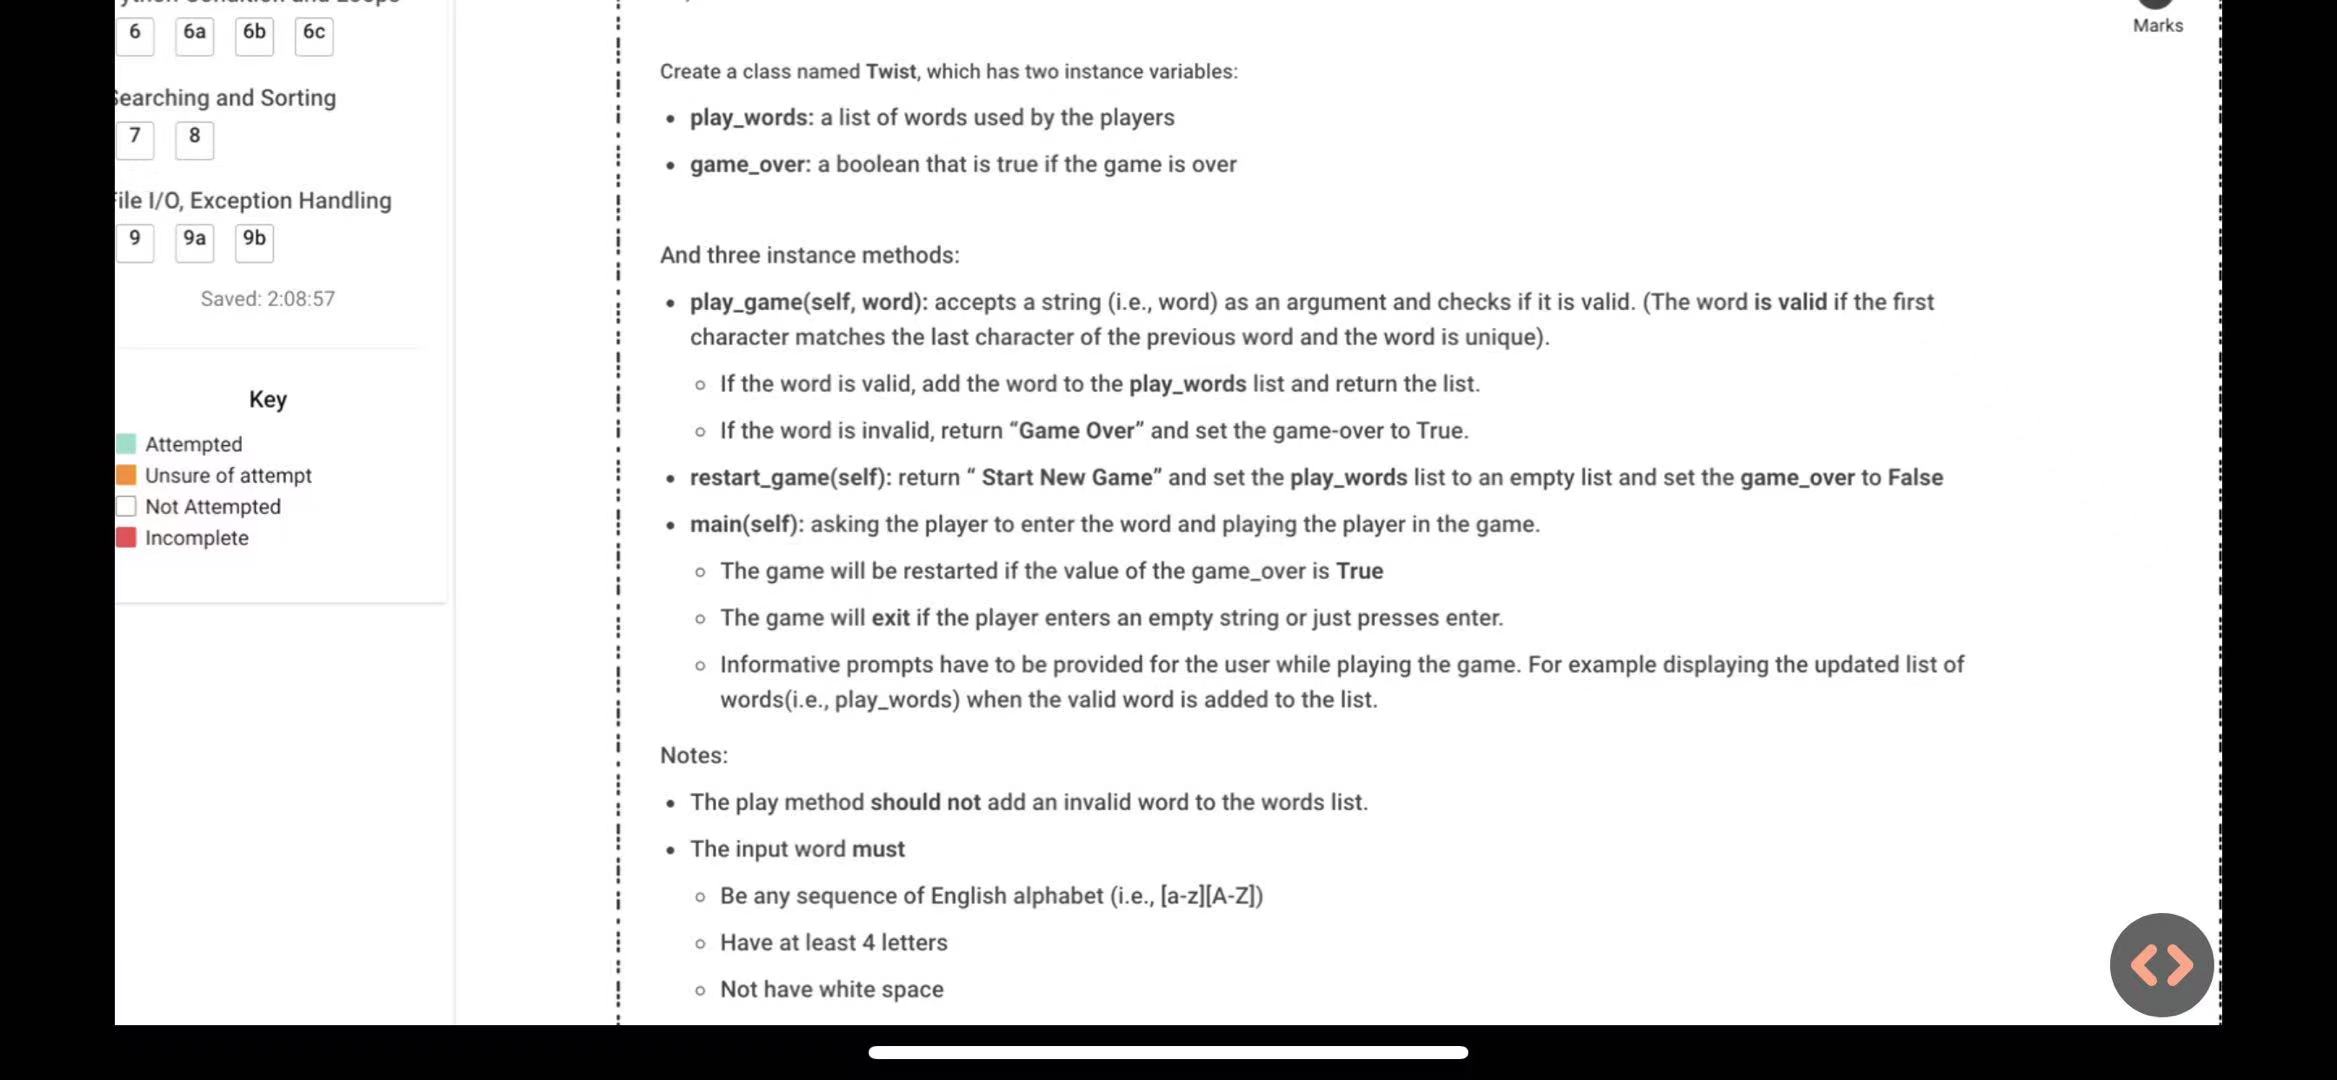 6 6a 6b 6c
Searching and Sorting
7 8
File I/O, Exception Handling
9 9a 9b
Saved: 2:08:57
Key
Attempted
Unsure of attempt
Not Attempted
Incomplete
Marks
Create a class named Twist, which has two instance variables:
• play_words: a list of words used by the players
• game_over: a boolean that is true if the game is over
And three instance methods:
• play_game(self, word): accepts a string (i.e., word) as an argument and checks if it is valid. (The word is valid if the first
character matches the last character of the previous word and the word is unique).
○ If the word is valid, add the word to the play_words list and return the list.
○ If the word is invalid, return “Game Over” and set the game-over to True.
• restart_game(self): return “ Start New Game” and set the play_words list to an empty list and set the game_over to False
• main(self): asking the player to enter the word and playing the player in the game.
○ The game will be restarted if the value of the game_over is True
○ The game will exit if the player enters an empty string or just presses enter.
○ Informative prompts have to be provided for the user while playing the game. For example displaying the updated list of
words(i.e., play_words) when the valid word is added to the list.
Notes:
• The play method should not add an invalid word to the words list.
• The input word must
○ Be any sequence of English alphabet (i.e., [a-z][A-Z])
○ Have at least 4 letters
○ Not have white space